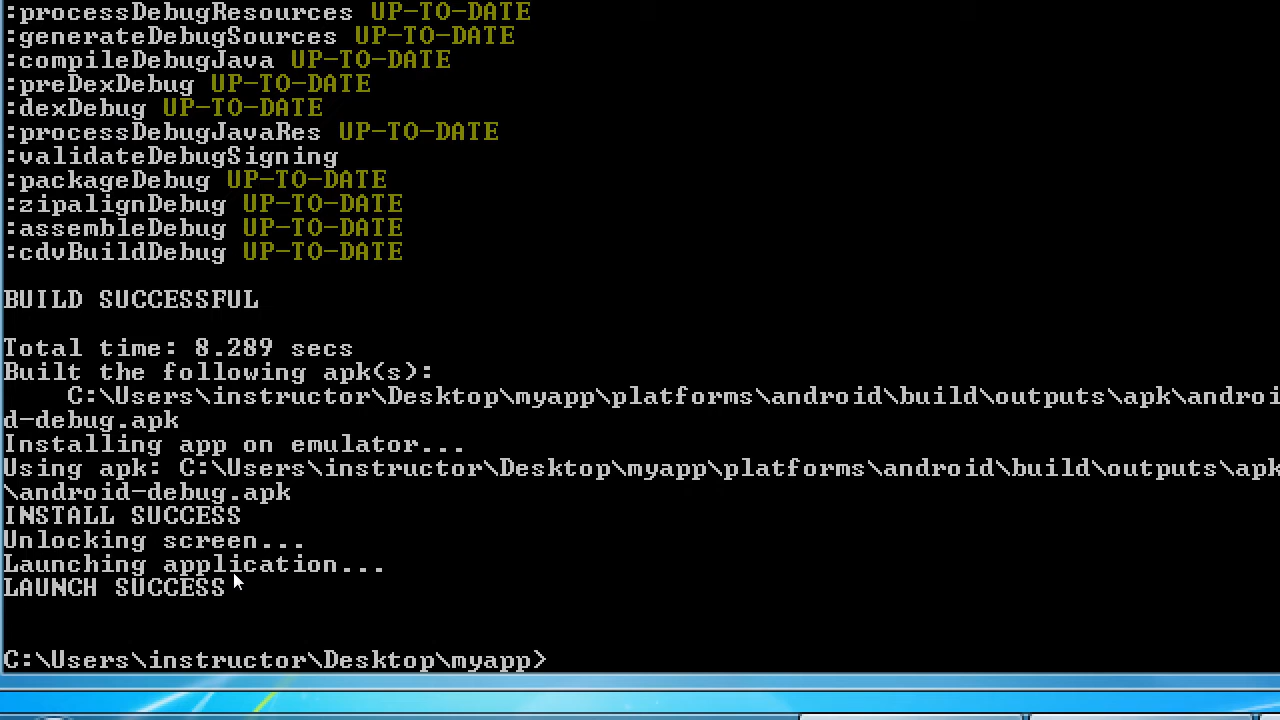 :processDebugResources UP-TO-DATE
:generateDebugSources UP-TO-DATE
:compileDebugJava UP-TO-DATE
:preDexDebug UP-TO-DATE
:dexDebug UP-TO-DATE
:processDebugJavaRes UP-TO-DATE
:validateDebugSigning
:packageDebug UP-TO-DATE
:zipalignDebug UP-TO-DATE
:assembleDebug UP-TO-DATE
:cdvBuildDebug UP-TO-DATE
BUILD SUCCESSFUL
Total time: 8.289 secs
Built the following apk(s):
C:\Users\instructor\Desktop\myapp\platforms\android\build\outputs\apk\androi
d-debug.apk
Installing app on emulator...
Using apk: C:\Users\instructor\Desktop\myapp\platforms\android\build\outputs\apk
\android-debug.apk
INSTALL SUCCESS
Unlocking screen...
Launching application...
LAUNCH SUCCESS
C:\Users\instructor\Desktop\myapp>